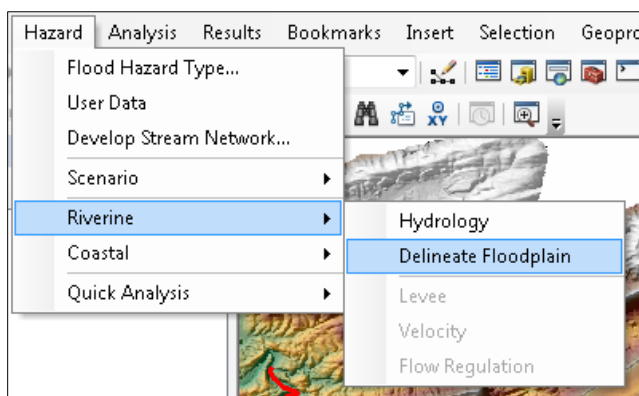 Hazard Analysis Results Bookmarks Insert Selection Geopro
Flood Hazard Type...
User Data
Develop Stream Network...
Scenario
Riverine
Coastal
Quick Analysis
XY
Hydrology
Delineate Floodplain
Levee
Velocity
Flow Regulation